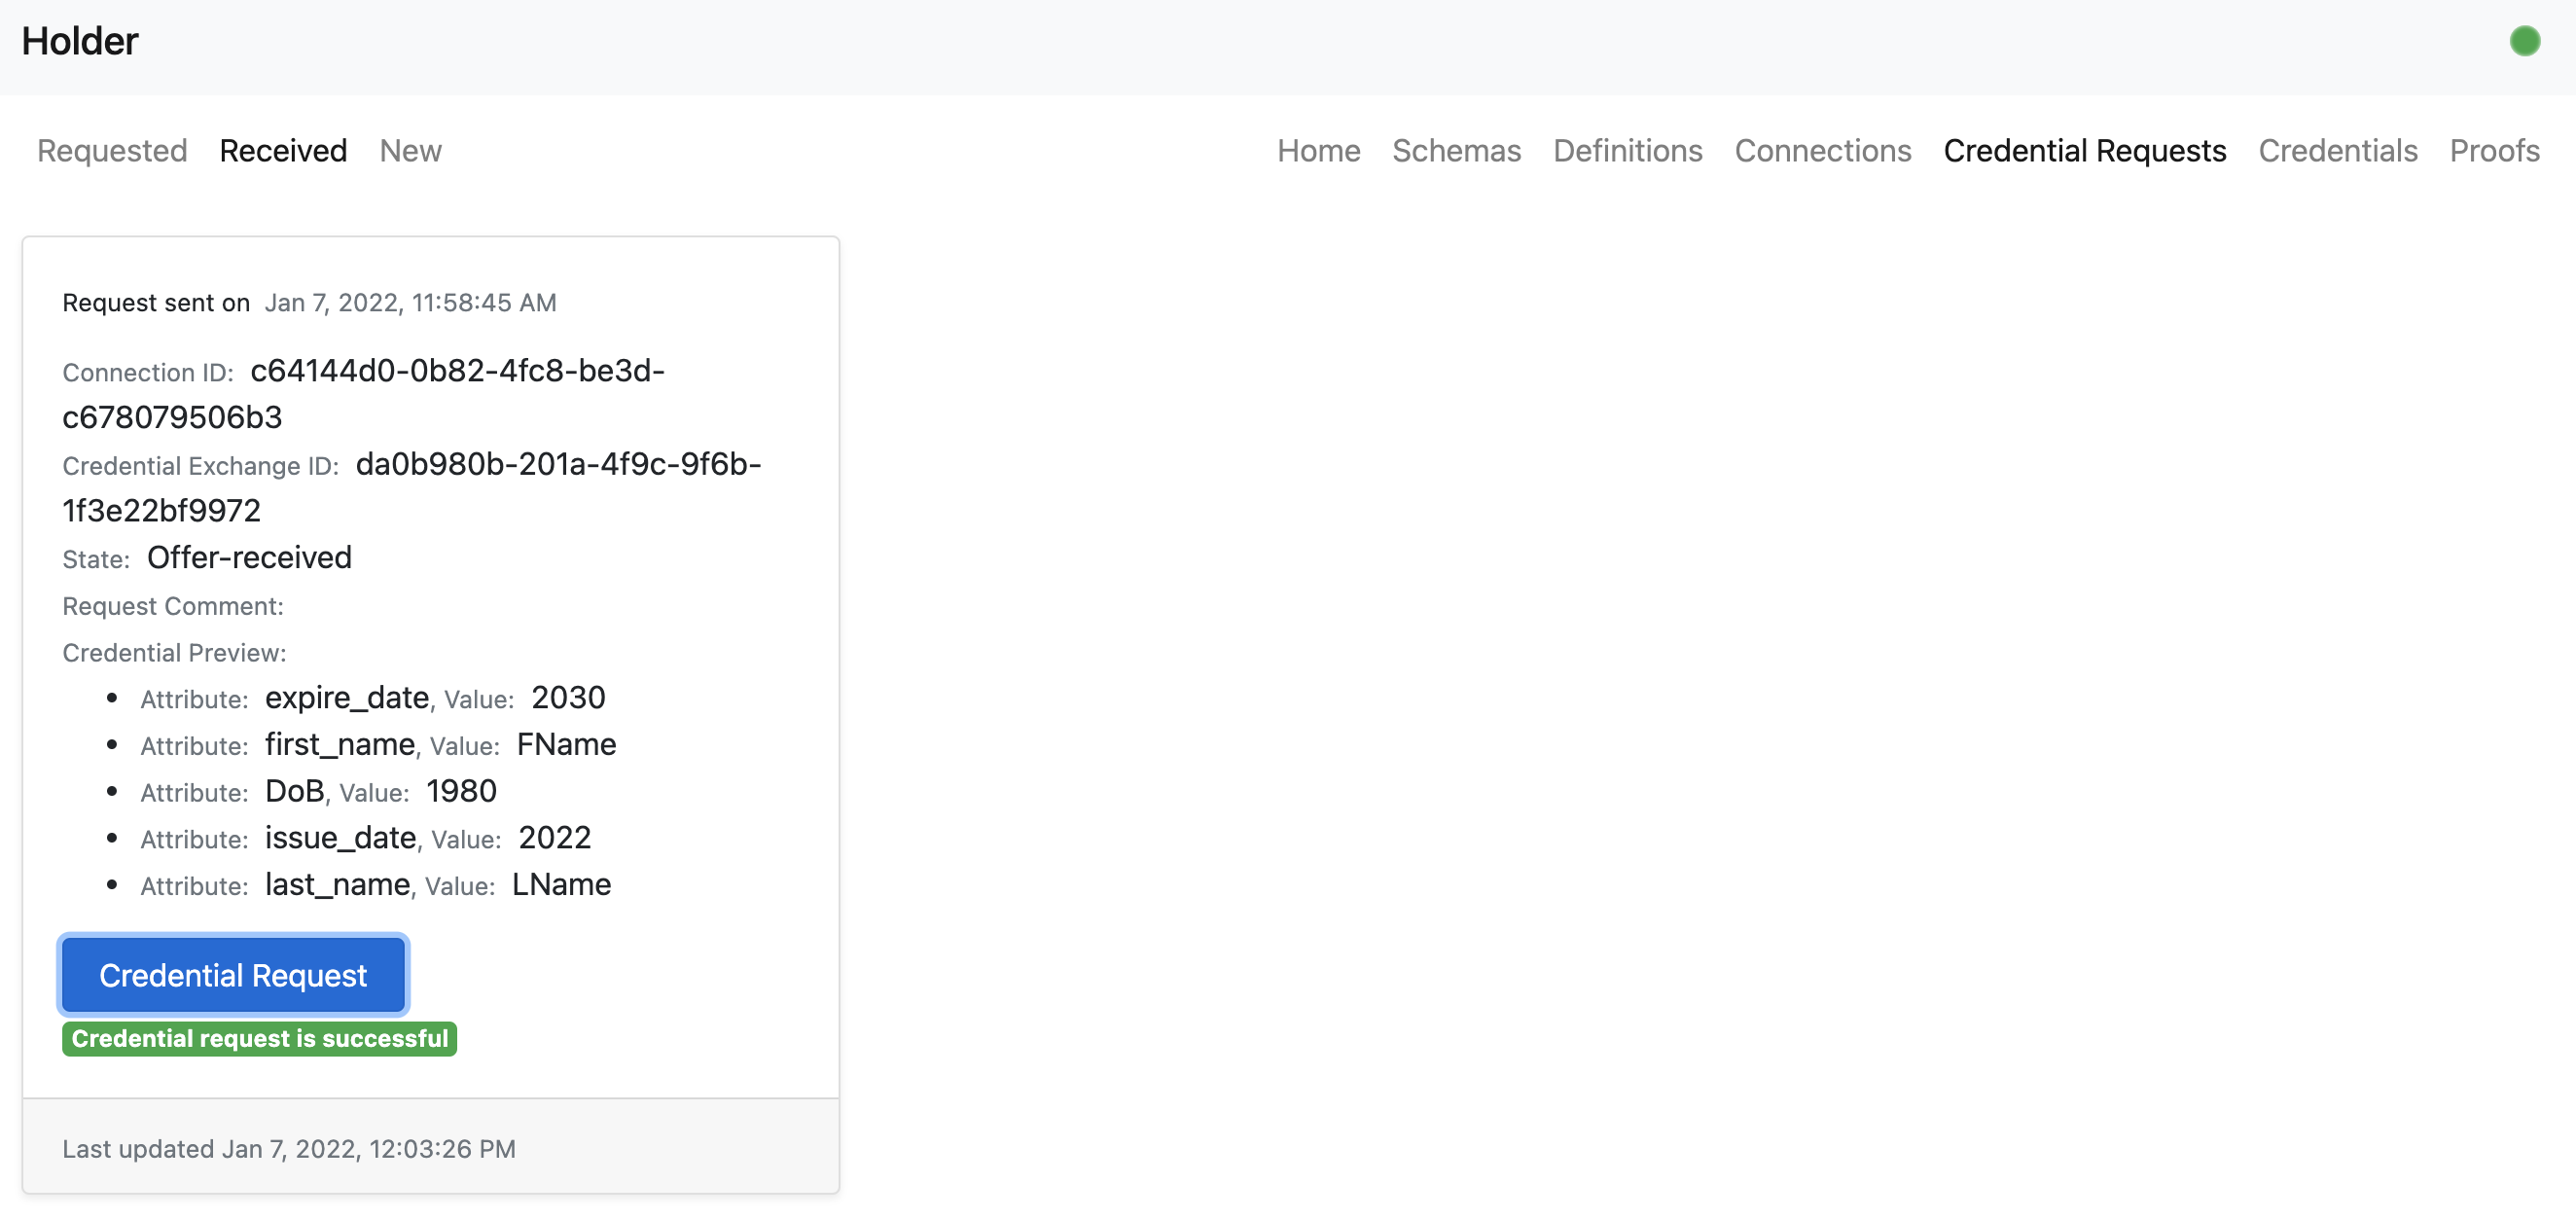 Holder
Requested Received New Home Schemas Definitions Connections Credential Requests Credentials Proofs
Request sent on Jan 7, 2022, 11:58:45 AM
Connection ID: c64144d0-0b82-4fc8-be3d-
c678079506b3
Credential Exchange ID: da0b980b-201a-4f9c-9f6b-
1f3e22bf9972
State: Offer-received
Request Comment:
Credential Preview:
• Attribute: expire_date, Value: 2030
• Attribute: first_name, Value: FName
• Attribute: DoB, Value: 1980
• Attribute: issue_date, Value: 2022
• Attribute: last_name, Value: LName
Credential Request
Credential request is successful
Last updated Jan 7, 2022, 12:03:26 PM